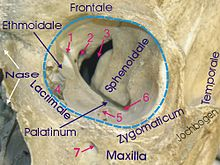 Frontale
Ethmoidale
1
2
3
Sphenoidale
Nase
4
Lacrimale
Temporale
6
5
Zygomaticum
Jochbogen
Palatinum
7
Maxilla